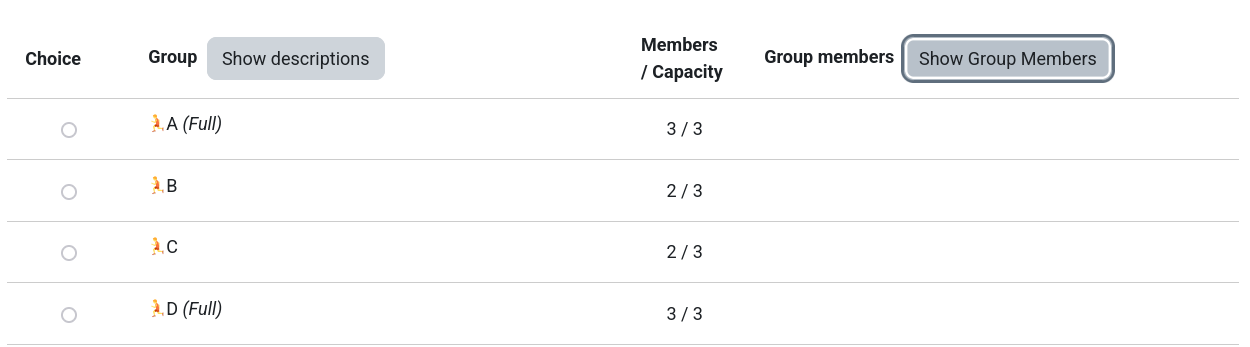 Choice Group Show descriptions Members / Capacity Group members Show Group Members
🏃A (Full) 3 / 3
🏃B 2 / 3
🏃C 2 / 3
🏃D (Full) 3 / 3